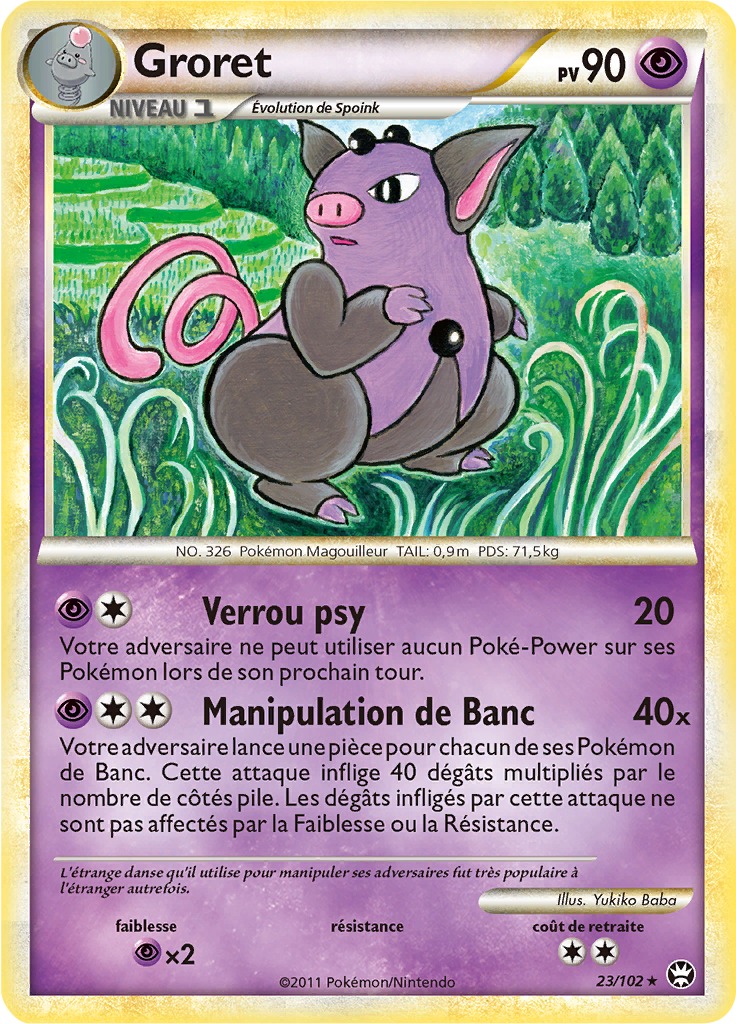 Groret
PV 90
NIVEAU 1
Évolution de Spoink
NO. 326 Pokémon Magouilleur TAIL: 0,9 m PDS: 71,5 kg
Verrou psy 20
Votre adversaire ne peut utiliser aucun Poké-Power sur ses
Pokémon lors de son prochain tour.
Manipulation de Banc 40x
Votre adversaire lance une pièce pour chacun de ses Pokémon
de Banc. Cette attaque inflige 40 dégâts multipliés par le
nombre de côtés pile. Les dégâts infligés par cette attaque ne
sont pas affectés par la Faiblesse ou la Résistance.
L'étrange danse qu'il utilise pour manipuler ses adversaires fut très populaire à
l'étranger autrefois.
Illus. Yukiko Baba
faiblesse résistance coût de retraite
×2
©2011 Pokémon/Nintendo
23/102 ★